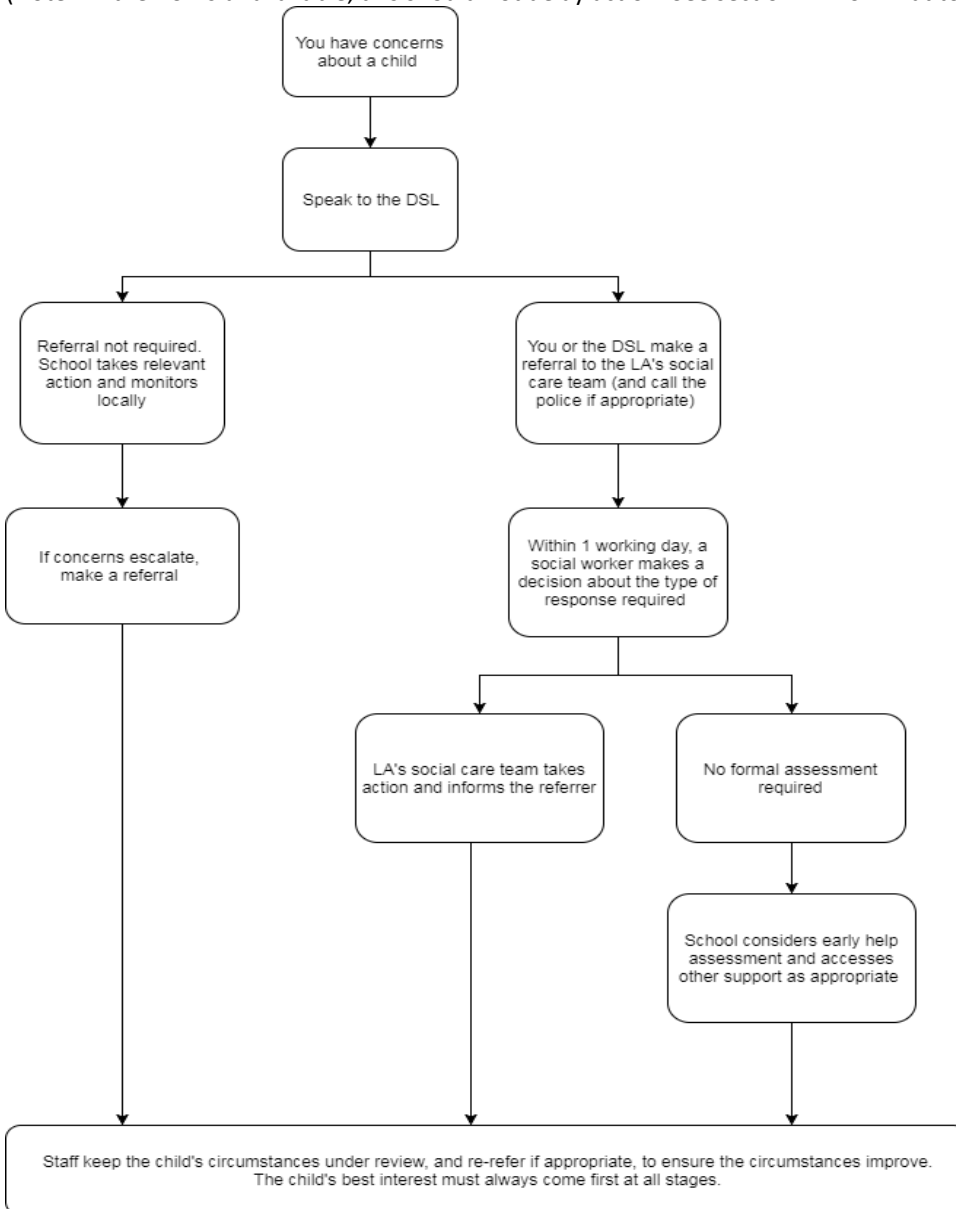 You have concerns
about a child
Speak to the DSL
Referral not required.
School takes relevant
action and monitors
locally
You or the DSL make a
referral to the LA's social
care team (and call the
police if appropriate)
If concerns escalate,
make a referral
Within 1 working day, a
social worker makes a
decision about the type of
response required
LA's social care team takes
action and informs the referrer
No formal assessment
required
School considers early help
assessment and accesses
other support as appropriate
Staff keep the child's circumstances under review, and re-refer if appropriate, to ensure the circumstances improve.
The child's best interest must always come first at all stages.